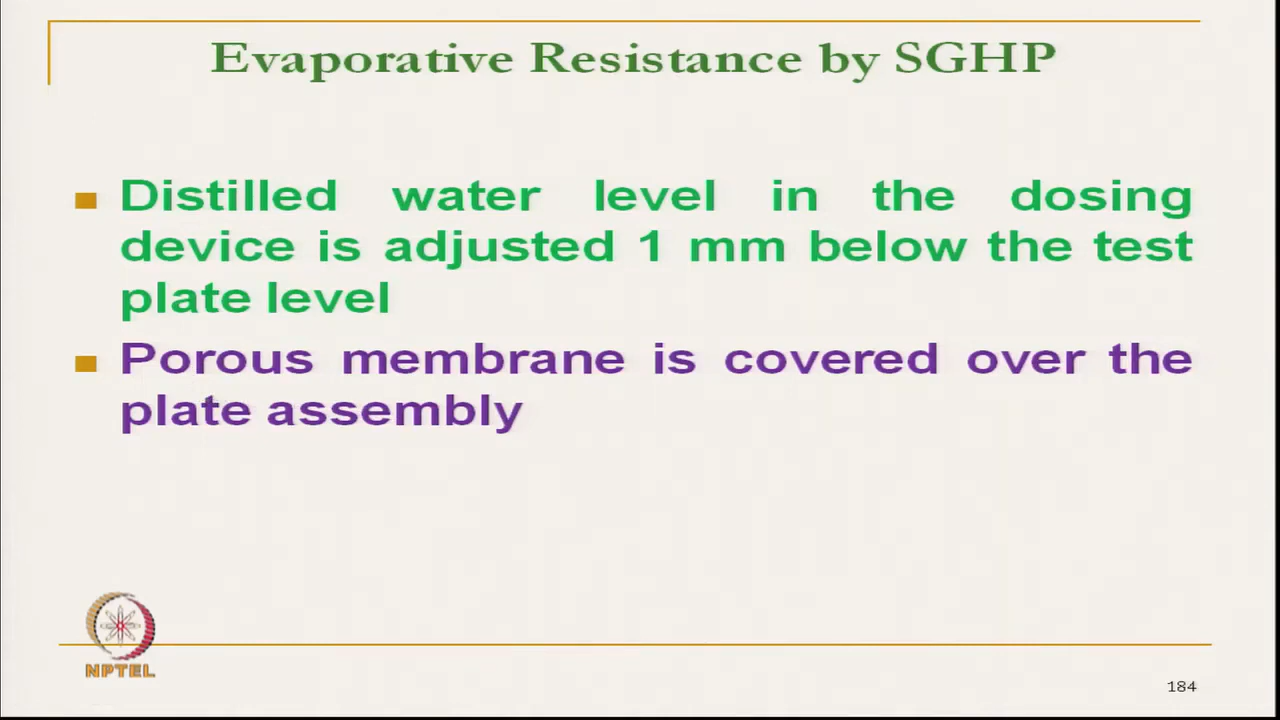 Evaporative Resistance by SGHP
Distilled water level in the dosing
device is adjusted 1 mm below the test
plate level
Porous membrane is covered over the
plate assembly
NPTEL
184